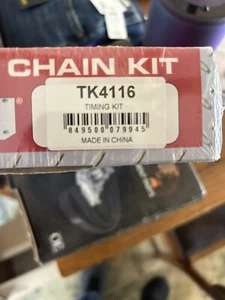 CHAIN KIT
®
TK4116
TIMING KIT
849500079945
MADE IN CHINA